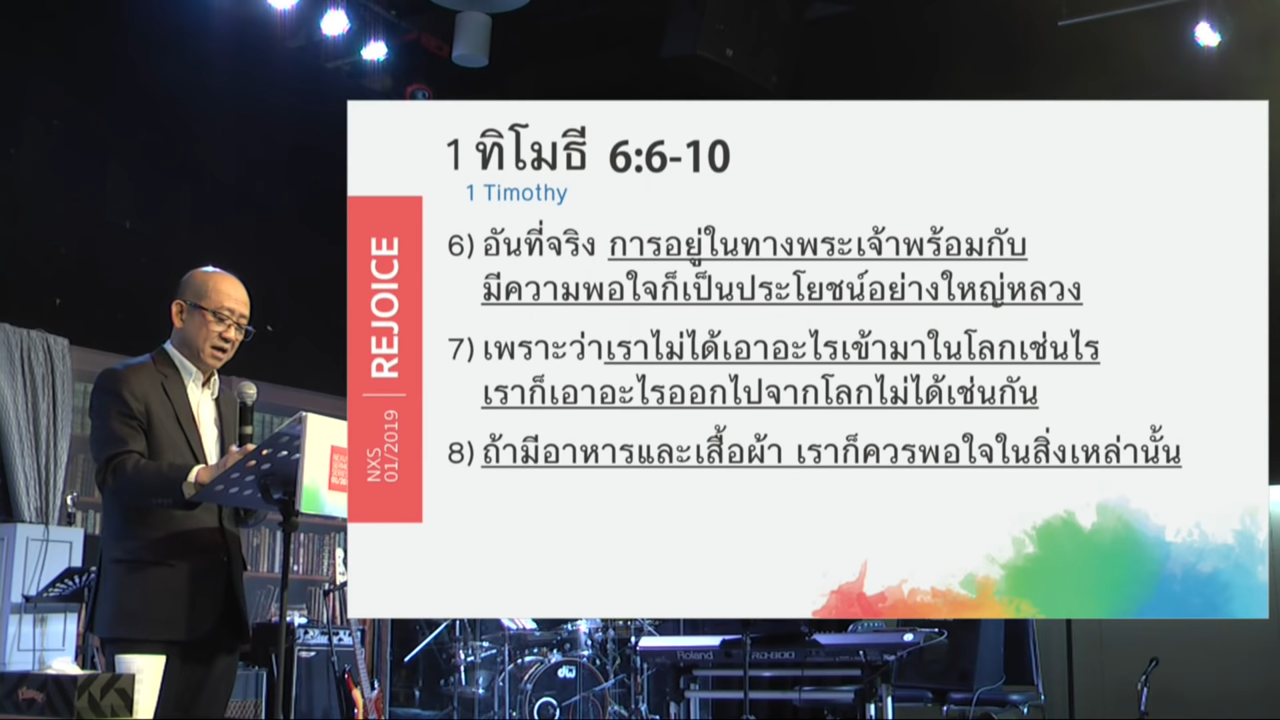 1 ทิโมธี 6:6-10
1 Timothy
6) อันที่จริง การอยู่ในทางพระเจ้าพร้อมกับ
มีความพอใจก็เป็นประโยชน์อย่างใหญ่หลวง
7) เพราะว่าเราไม่ได้เอาอะไรเข้ามาในโลกเช่นไร
เราก็เอาอะไรออกไปจากโลกไม่ได้เช่นกัน
8) ถ้ามีอาหารและเสื้อผ้า เราก็ควรพอใจในสิ่งเหล่านั้น
REJOICE
NXS
01/2019
Roland
RD-800
dw